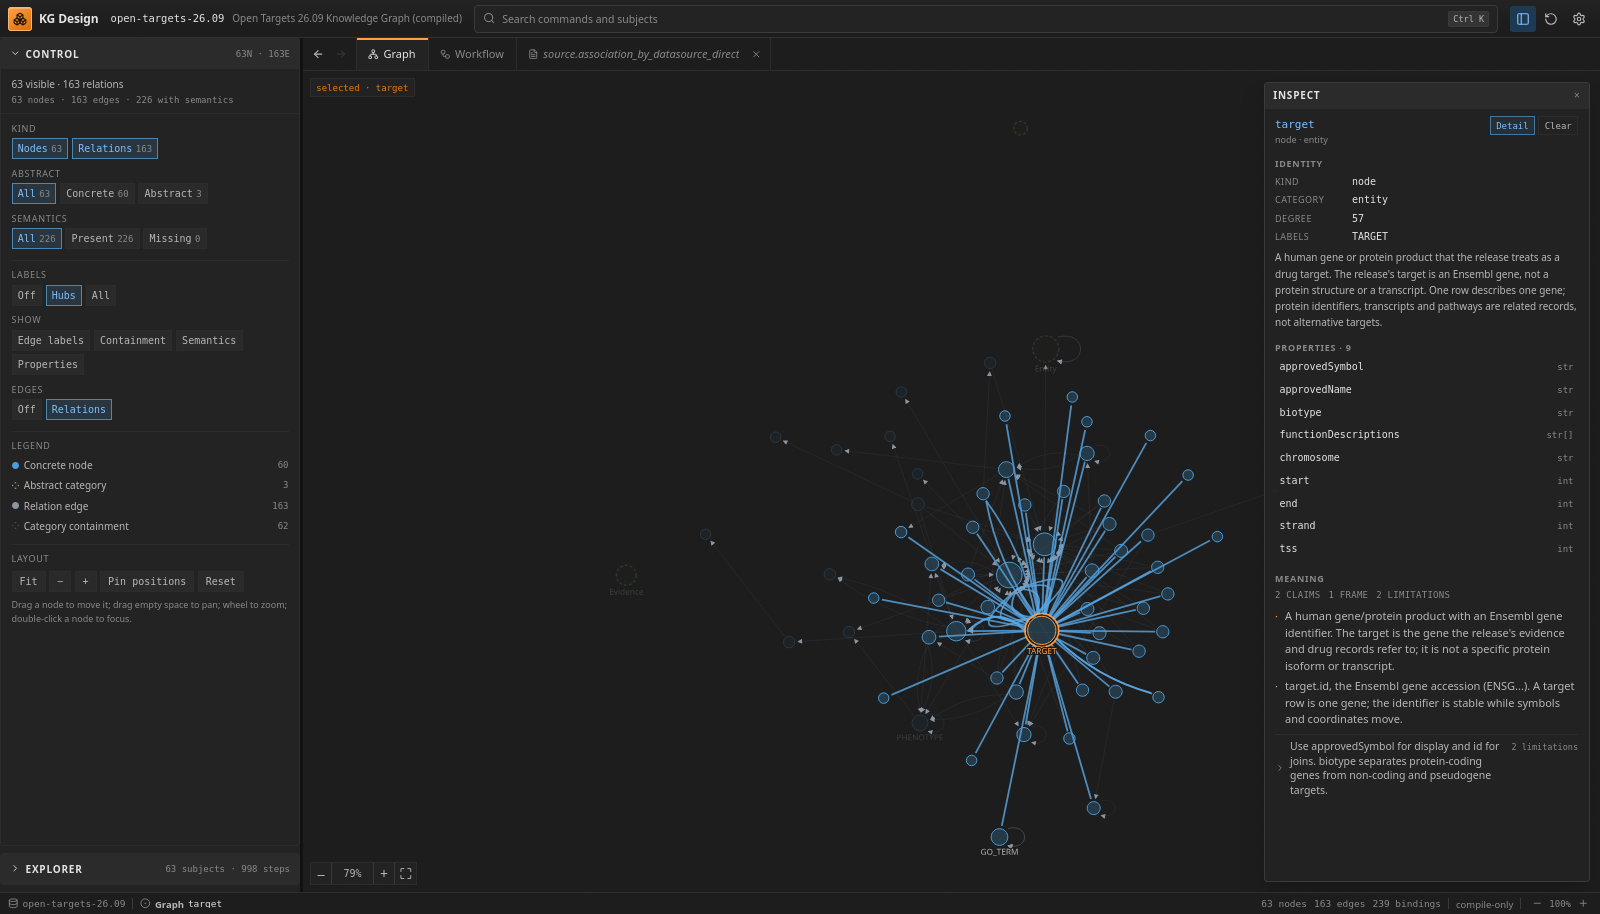 KG Design open-targets-26.09 Open Targets 26.09 Knowledge Graph (compiled) Search commands and subjects Ctrl K
CONTROL 63N · 163E
63 visible · 163 relations
63 nodes · 163 edges · 226 with semantics
KIND
Nodes 63 Relations 163
ABSTRACT
All 63 Concrete 60 Abstract 3
SEMANTICS
All 226 Present 226 Missing 0
LABELS
Off Hubs All
SHOW
Edge labels Containment Semantics
Properties
EDGES
Off Relations
LEGEND
Concrete node 60
Abstract category 3
Relation edge 163
Category containment 62
LAYOUT
Fit − + Pin positions Reset
Drag a node to move it; drag empty space to pan; wheel to zoom;
double-click a node to focus.
EXPLORER 63 subjects · 998 steps
Graph Workflow source.association_by_datasource_direct ×
selected · target
Entity
Evidence
TARGET
PHENOTYPE
GO_TERM
− 79% +
INSPECT ×
target Detail Clear
node · entity
IDENTITY
KIND node
CATEGORY entity
DEGREE 57
LABELS TARGET
A human gene or protein product that the release treats as a
drug target. The release's target is an Ensembl gene, not a
protein structure or a transcript. One row describes one gene;
protein identifiers, transcripts and pathways are related records,
not alternative targets.
PROPERTIES · 9
approvedSymbol str
approvedName str
biotype str
functionDescriptions str[]
chromosome str
start int
end int
strand int
tss int
MEANING
2 CLAIMS 1 FRAME 2 LIMITATIONS
· A human gene/protein product with an Ensembl gene
identifier. The target is the gene the release's evidence
and drug records refer to; it is not a specific protein
isoform or transcript.
· target.id, the Ensembl gene accession (ENSG...). A target
row is one gene; the identifier is stable while symbols
and coordinates move.
Use approvedSymbol for display and id for 2 limitations
joins. biotype separates protein-coding
genes from non-coding and pseudogene
targets.
open-targets-26.09 Graph target 63 nodes 163 edges 239 bindings compile-only − 100% +